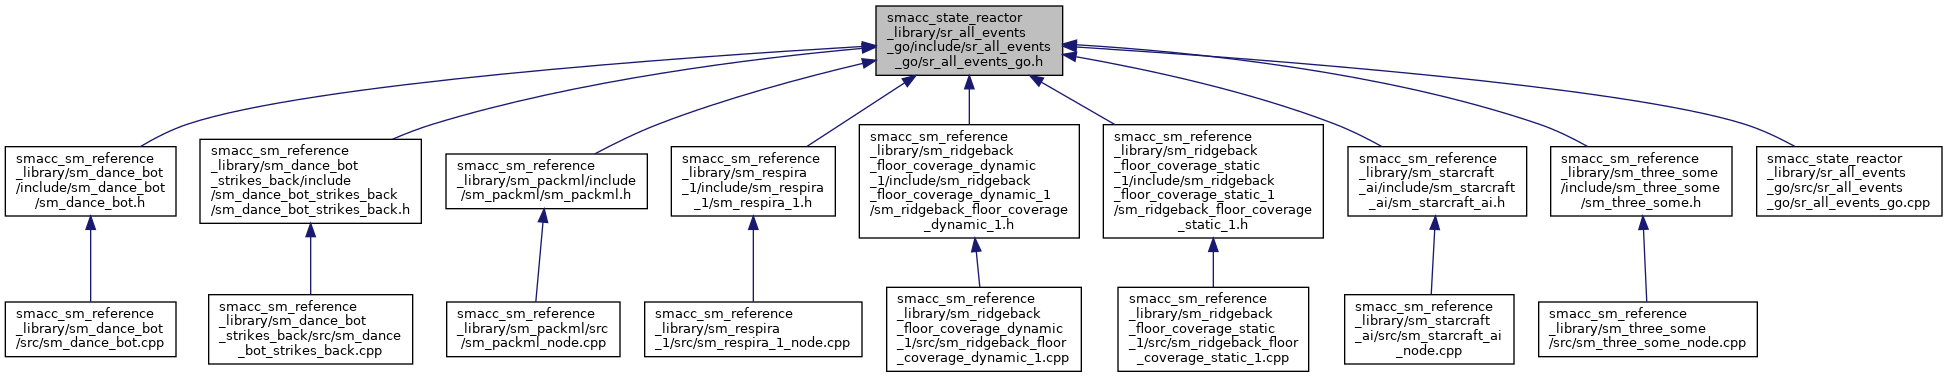 smacc_state_reactor
_library/sr_all_events
_go/include/sr_all_events
_go/sr_all_events_go.h
smacc_sm_reference
_library/sm_dance_bot
/include/sm_dance_bot
/sm_dance_bot.h
smacc_sm_reference
_library/sm_dance_bot
_strikes_back/include
/sm_dance_bot_strikes_back
/sm_dance_bot_strikes_back.h
smacc_sm_reference
_library/sm_packml/include
/sm_packml/sm_packml.h
smacc_sm_reference
_library/sm_respira
_1/include/sm_respira
_1/sm_respira_1.h
smacc_sm_reference
_library/sm_ridgeback
_floor_coverage_dynamic
_1/include/sm_ridgeback
_floor_coverage_dynamic_1
/sm_ridgeback_floor_coverage
_dynamic_1.h
smacc_sm_reference
_library/sm_ridgeback
_floor_coverage_static
_1/include/sm_ridgeback
_floor_coverage_static_1
/sm_ridgeback_floor_coverage
_static_1.h
smacc_sm_reference
_library/sm_starcraft
_ai/include/sm_starcraft
_ai/sm_starcraft_ai.h
smacc_sm_reference
_library/sm_three_some
/include/sm_three_some
/sm_three_some.h
smacc_state_reactor
_library/sr_all_events
_go/src/sr_all_events
_go/sr_all_events_go.cpp
smacc_sm_reference
_library/sm_dance_bot
/src/sm_dance_bot.cpp
smacc_sm_reference
_library/sm_dance_bot
_strikes_back/src/sm_dance
_bot_strikes_back.cpp
smacc_sm_reference
_library/sm_packml/src
/sm_packml_node.cpp
smacc_sm_reference
_library/sm_respira
_1/src/sm_respira_1_node.cpp
smacc_sm_reference
_library/sm_ridgeback
_floor_coverage_dynamic
_1/src/sm_ridgeback_floor
_coverage_dynamic_1.cpp
smacc_sm_reference
_library/sm_ridgeback
_floor_coverage_static
_1/src/sm_ridgeback_floor
_coverage_static_1.cpp
smacc_sm_reference
_library/sm_starcraft
_ai/src/sm_starcraft_ai
_node.cpp
smacc_sm_reference
_library/sm_three_some
/src/sm_three_some_node.cpp